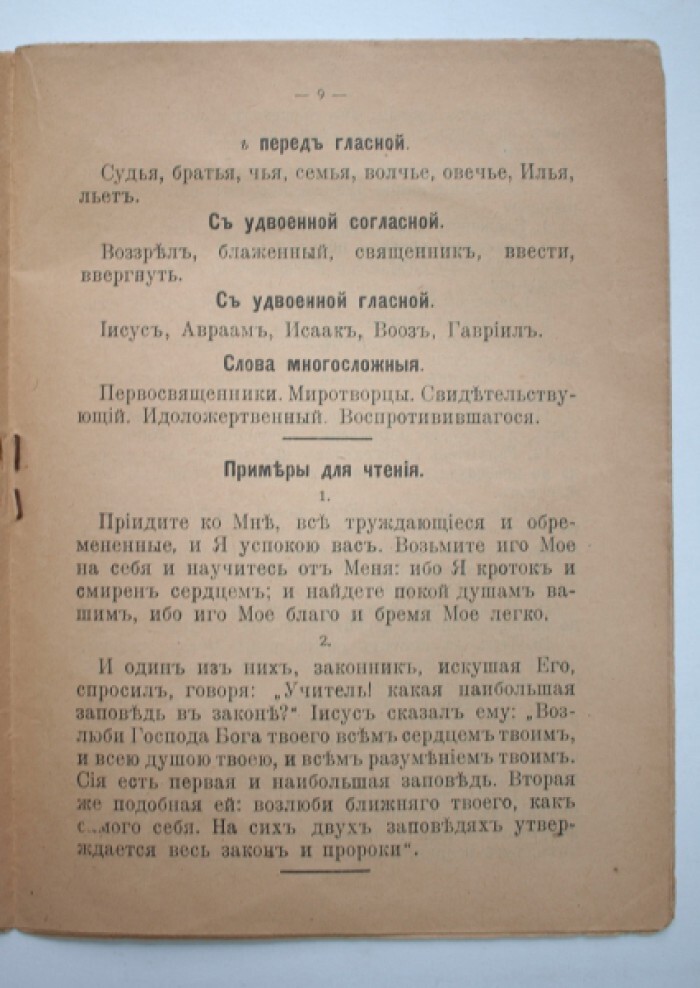 — 9 —
ь передъ гласной.
Судья, братья, чья, семья, волчье, овечье, Илья,
льетъ.
Съ удвоенной согласной.
Воззрѣлъ, блаженный, священникъ, ввести,
ввергнуть.
Съ удвоенной гласной.
Іисусъ, Авраамъ, Исаакъ, Воозъ, Гавріилъ.
Слова многосложныя.
Первосвященники. Миротворцы. Свидѣтельству-
ющій. Идоложертвенный. Воспротивившагося.
Примѣры для чтенія.
1.
Пріидите ко Мнѣ, всѣ труждающіеся и обре-
мененные, и Я успокою васъ. Возьмите иго Мое
на себя и научитесь отъ Меня: ибо Я кротокъ и
смиренъ сердцемъ; и найдете покой душамъ ва-
шимъ, ибо иго Мое благо и бремя Мое легко.
2.
И одинъ изъ нихъ, законникъ, искушая Его,
спросилъ, говоря: „Учитель! какая наибольшая
заповѣдь въ законѣ?“ Іисусъ сказалъ ему: „Воз-
люби Господа Бога твоего всѣмъ сердцемъ твоимъ,
и всею душою твоею, и всѣмъ разумѣніемъ твоимъ.
Сія есть первая и наибольшая заповѣдь. Вторая
же подобная ей: возлюби ближняго твоего, какъ
самого себя. На сихъ двухъ заповѣдяхъ утвер-
ждается весь законъ и пророки“.